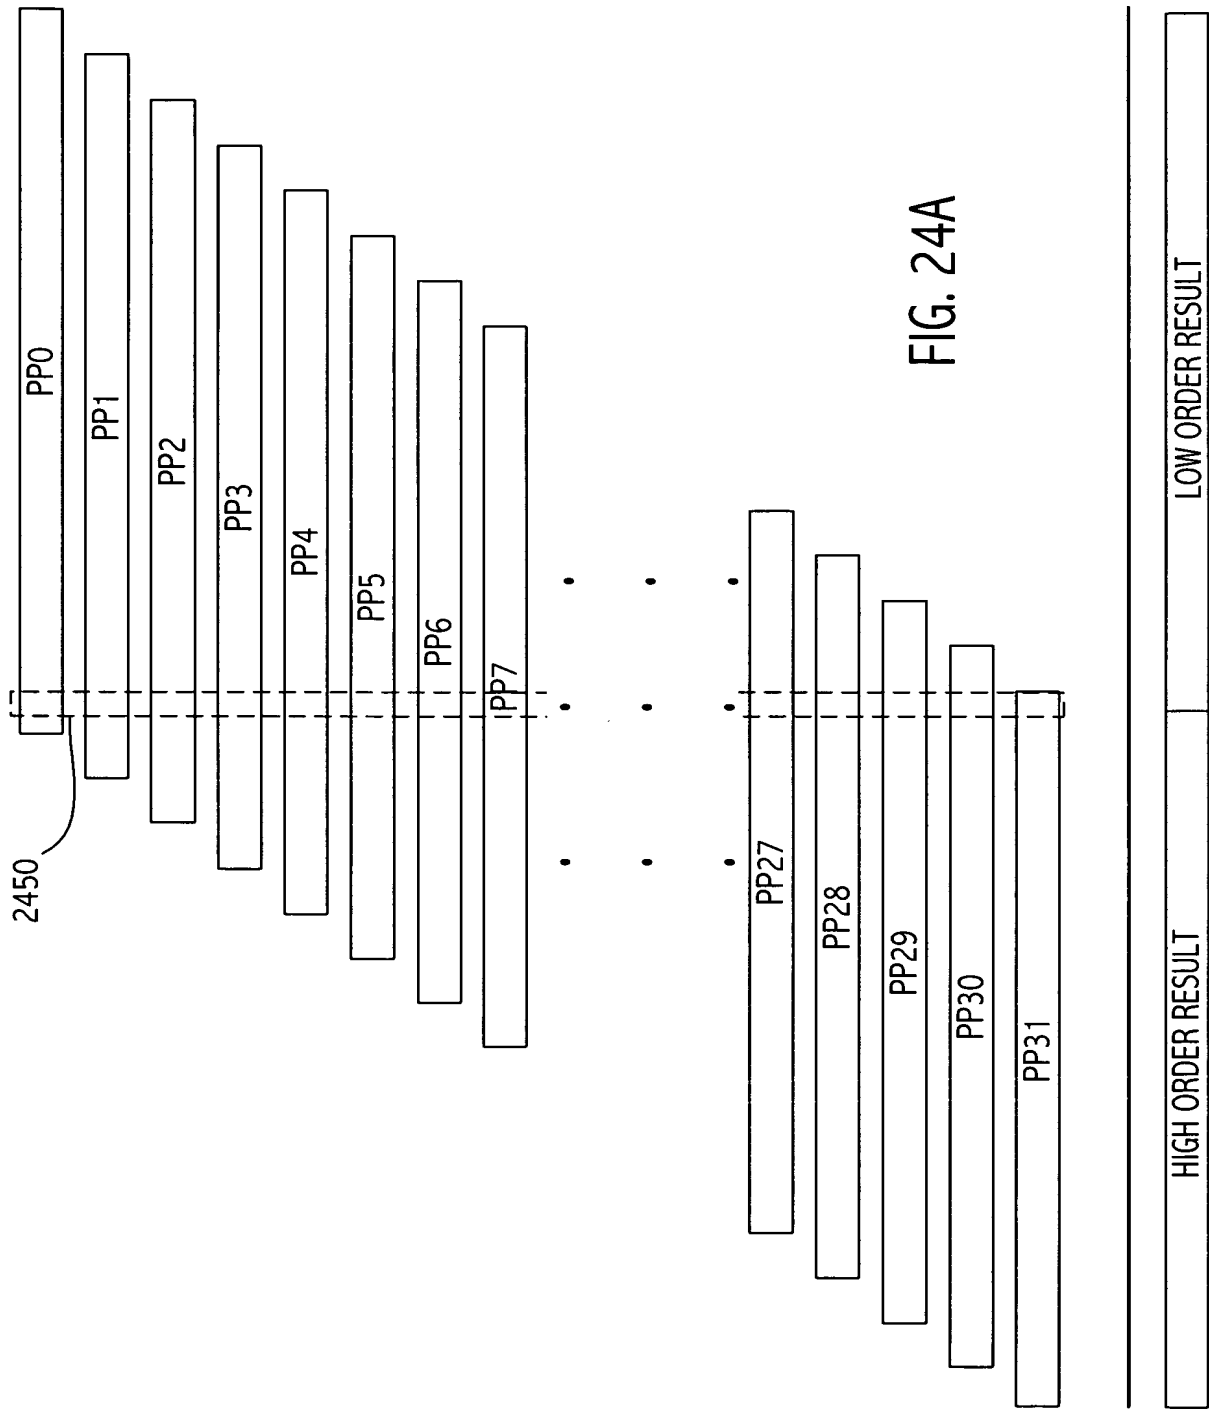 PP0
PP1
PP2
PP3
PP4
PP5
PP6
PP7
2450
PP27
PP28
PP29
PP30
PP31
FIG. 24A
HIGH ORDER RESULT
LOW ORDER RESULT